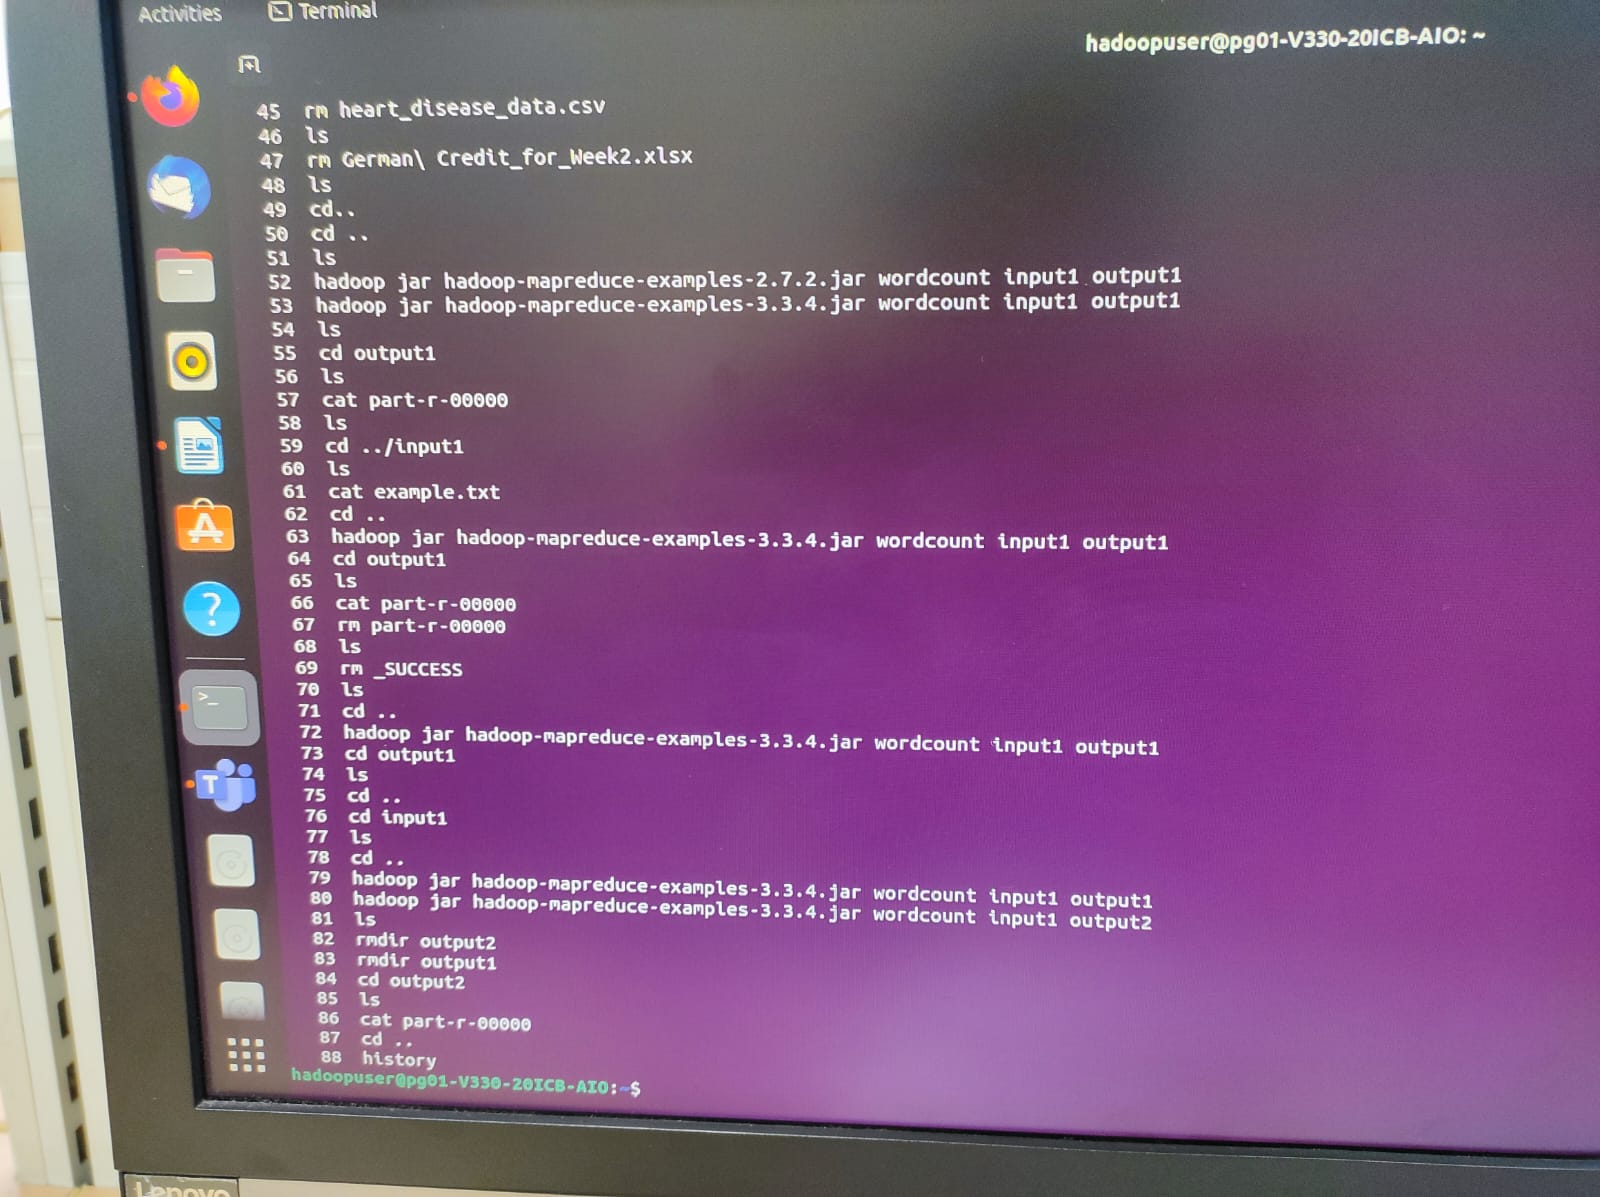 Activities
Terminal
hadoopuser@pg01-V330-20ICB-AIO: ~
45 rm heart_disease_data.csv
46 ls
47 rm German\ Credit_for_Week2.xlsx
48 ls
49 cd..
50 cd ..
51 ls
52 hadoop jar hadoop-mapreduce-examples-2.7.2.jar wordcount input1 output1
53 hadoop jar hadoop-mapreduce-examples-3.3.4.jar wordcount input1 output1
54 ls
55 cd output1
56 ls
57 cat part-r-00000
58 ls
59 cd ../input1
60 ls
61 cat example.txt
62 cd ..
63 hadoop jar hadoop-mapreduce-examples-3.3.4.jar wordcount input1 output1
64 cd output1
65 ls
66 cat part-r-00000
67 rm part-r-00000
68 ls
69 rm _SUCCESS
70 ls
71 cd ..
72 hadoop jar hadoop-mapreduce-examples-3.3.4.jar wordcount input1 output1
73 cd output1
74 ls
75 cd ..
76 cd input1
77 ls
78 cd ..
79 hadoop jar hadoop-mapreduce-examples-3.3.4.jar wordcount input1 output1
80 hadoop jar hadoop-mapreduce-examples-3.3.4.jar wordcount input1 output2
81 ls
82 rmdir output2
83 rmdir output1
84 cd output2
85 ls
86 cat part-r-00000
87 cd ..
88 history
hadoopuser@pg01-V330-20ICB-AIO:~$
Lenovo